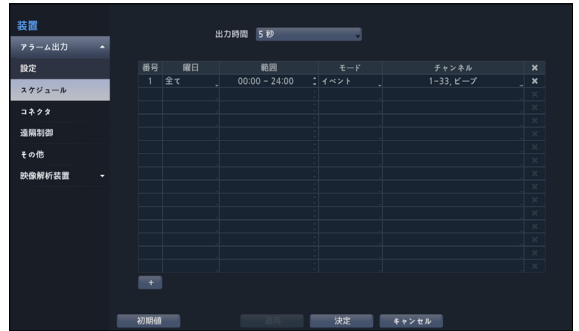 装置
出力時間 5 秒
アラーム出力
設定
スケジュール
コネクタ
遠隔制御
その他
映像解析装置
番号 曜日 範囲 モード チャンネル ×
1 全て 00:00 – 24:00 イベント 1–33, ビープ ×
+
初期値 適用 決定 キャンセル